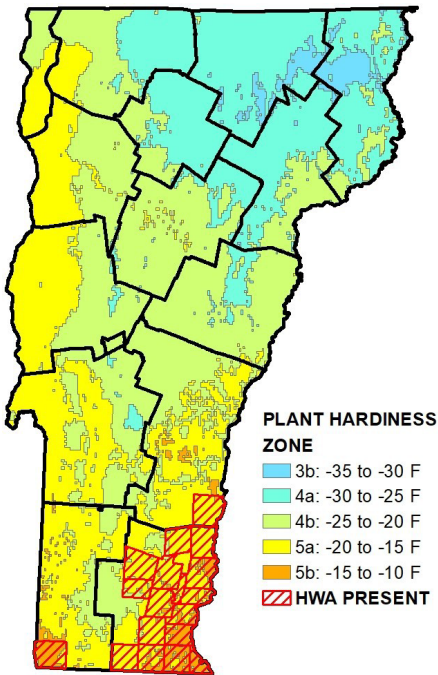 PLANT HARDINESS
ZONE
3b: -35 to -30 F
4a: -30 to -25 F
4b: -25 to -20 F
5a: -20 to -15 F
5b: -15 to -10 F
HWA PRESENT